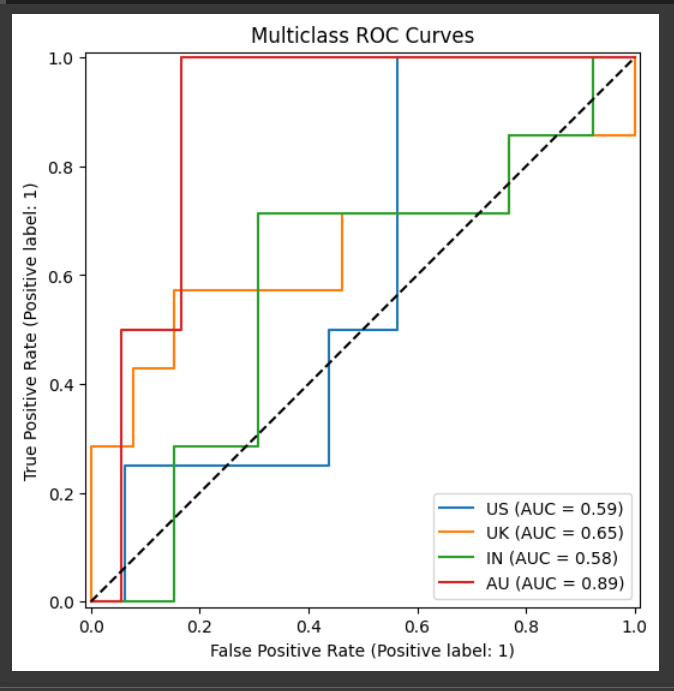 Multiclass ROC Curves
True Positive Rate (Positive label: 1)
1.0
0.8
0.6
0.4
0.2
0.0
US (AUC = 0.59)
UK (AUC = 0.65)
IN (AUC = 0.58)
AU (AUC = 0.89)
0.0 0.2 0.4 0.6 0.8 1.0
False Positive Rate (Positive label: 1)